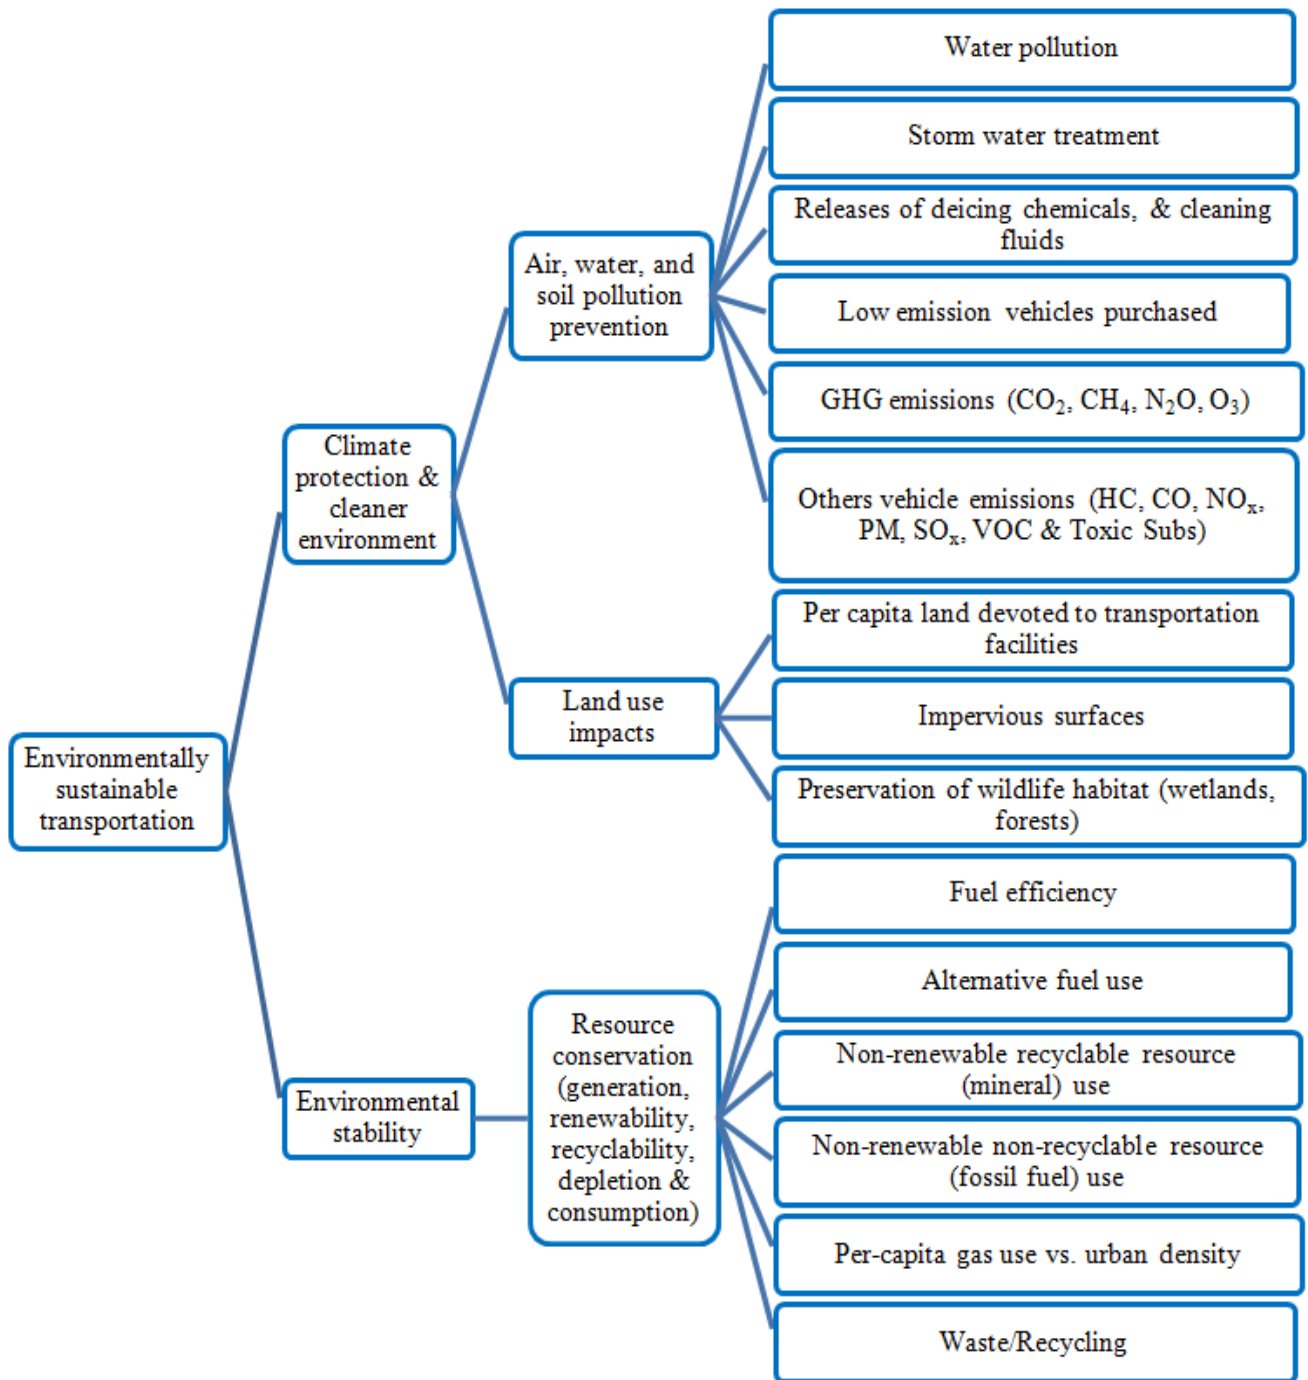 Environmentally
sustainable
transportation
Climate
protection &
cleaner
environment
Air, water, and
soil pollution
prevention
Water pollution
Storm water treatment
Releases of deicing chemicals, & cleaning
fluids
Low emission vehicles purchased
GHG emissions (CO₂, CH₄, N₂O, O₃)
Others vehicle emissions (HC, CO, NOₓ,
PM, SOₓ, VOC & Toxic Subs)
Land use
impacts
Per capita land devoted to transportation
facilities
Impervious surfaces
Preservation of wildlife habitat (wetlands,
forests)
Environmental
stability
Resource
conservation
(generation,
renewability,
recyclability,
depletion &
consumption)
Fuel efficiency
Alternative fuel use
Non-renewable recyclable resource
(mineral) use
Non-renewable non-recyclable resource
(fossil fuel) use
Per-capita gas use vs. urban density
Waste/Recycling